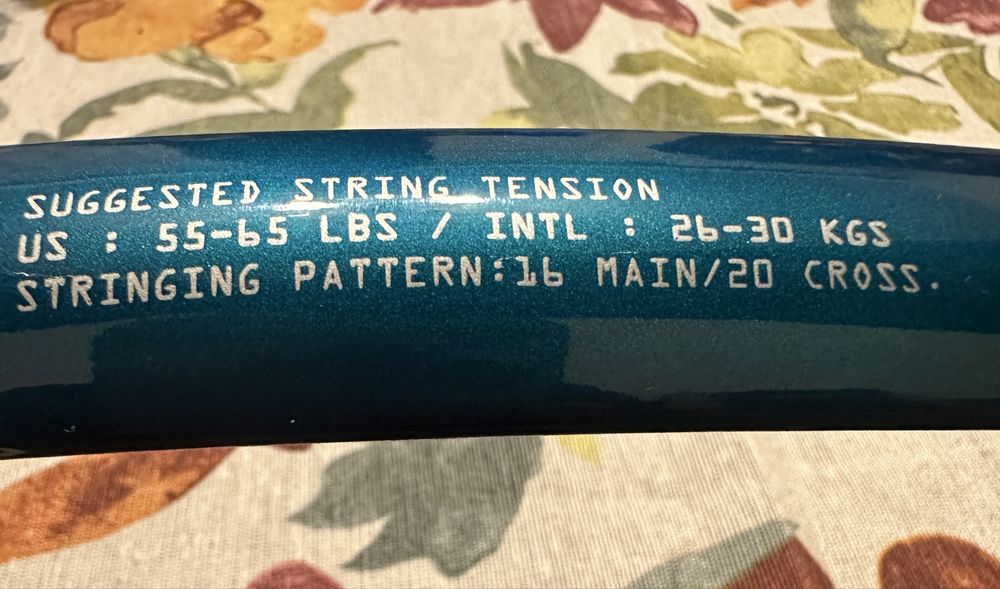 SUGGESTED STRING TENSION
US : 55-65 LBS / INTL : 26-30 KGS
STRINGING PATTERN:16 MAIN/20 CROSS.